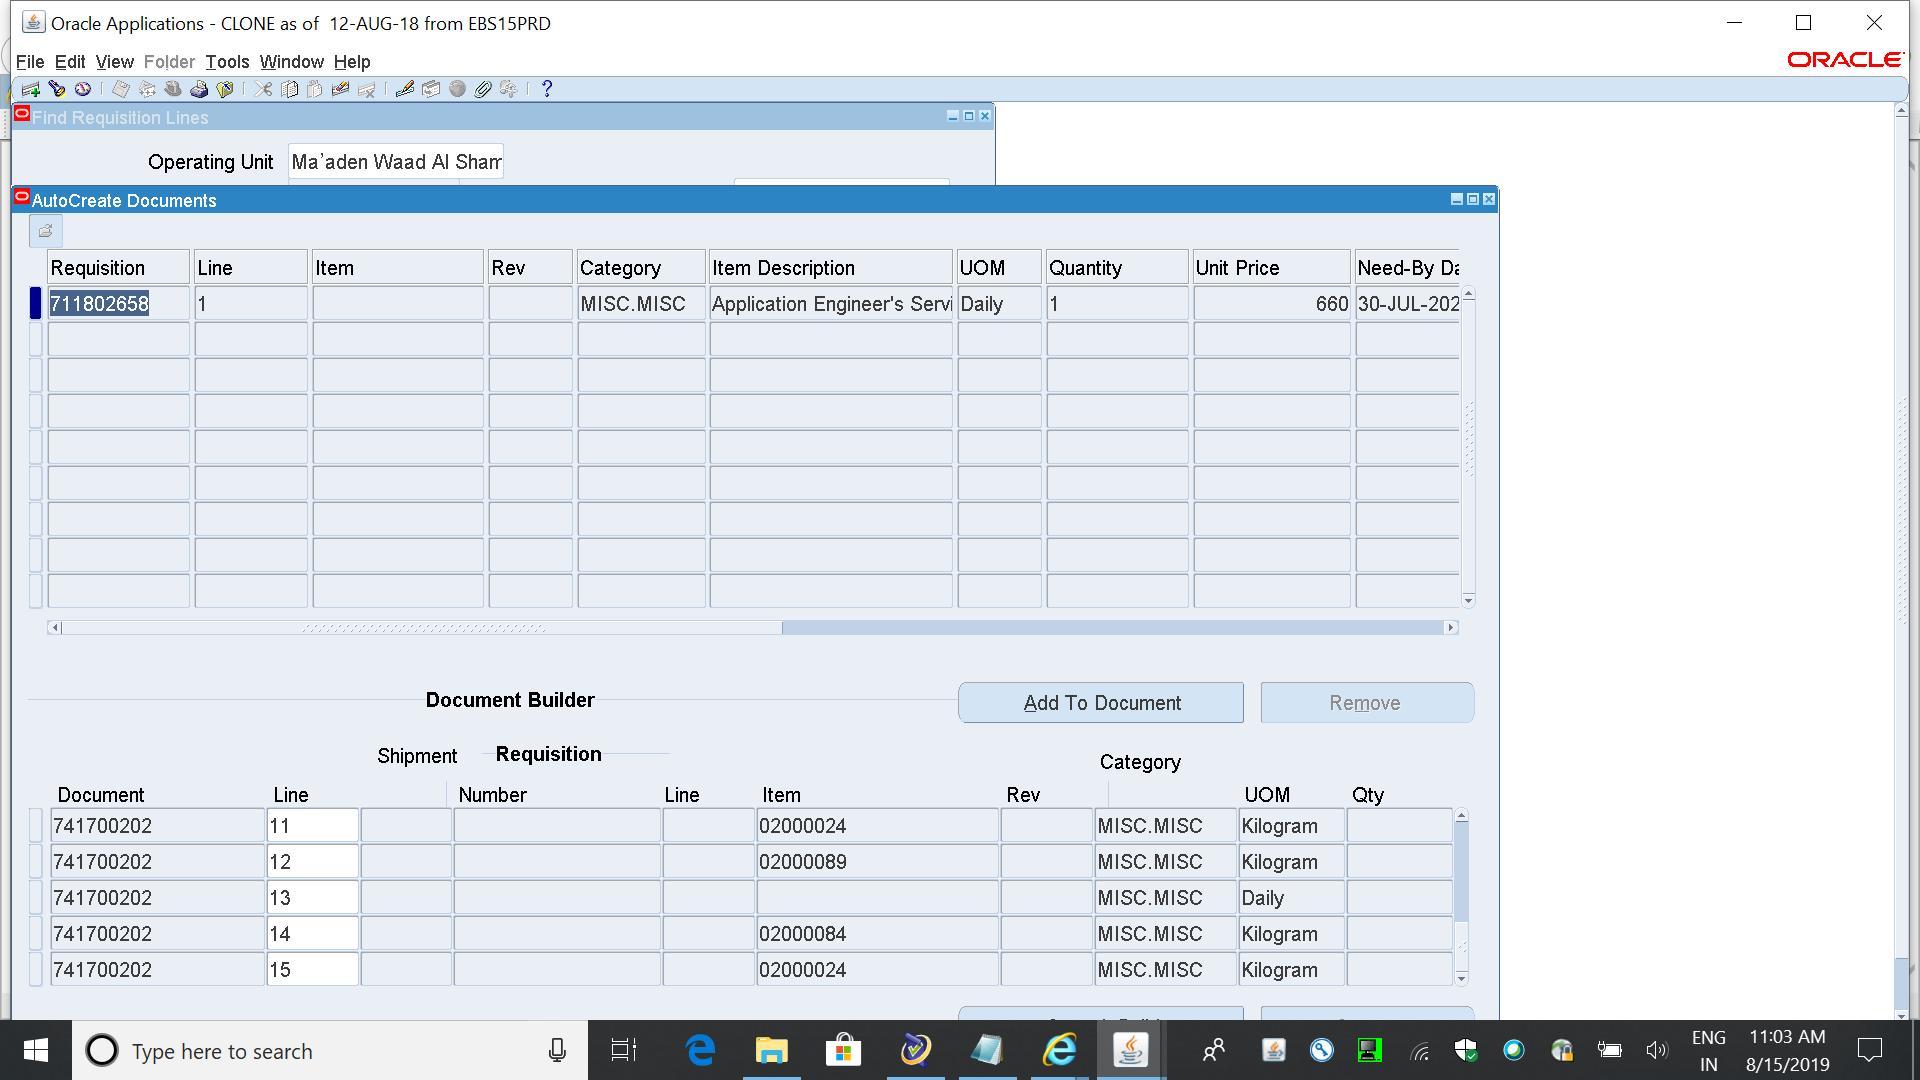 Oracle Applications - CLONE as of 12-AUG-18 from EBS15PRD
File Edit View Folder Tools Window Help
ORACLE
Find Requisition Lines
Operating Unit Ma'aden Waad Al Sham
AutoCreate Documents
Requisition Line Item Rev Category Item Description UOM Quantity Unit Price Need-By Da
711802658 1 MISC.MISC Application Engineer's Servi Daily 1 660 30-JUL-202
Document Builder Add To Document Remove
Shipment Requisition Category
Document Line Number Line Item Rev UOM Qty
741700202 11 02000024 MISC.MISC Kilogram
741700202 12 02000089 MISC.MISC Kilogram
741700202 13 MISC.MISC Daily
741700202 14 02000084 MISC.MISC Kilogram
741700202 15 02000024 MISC.MISC Kilogram
Type here to search
ENG 11:03 AM
IN 8/15/2019